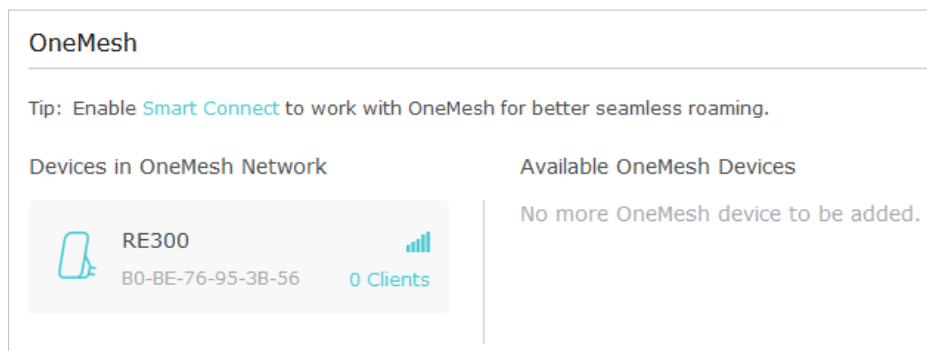 OneMesh
Tip: Enable Smart Connect to work with OneMesh for better seamless roaming.
Devices in OneMesh Network
RE300
B0-BE-76-95-3B-56
0 Clients
Available OneMesh Devices
No more OneMesh device to be added.